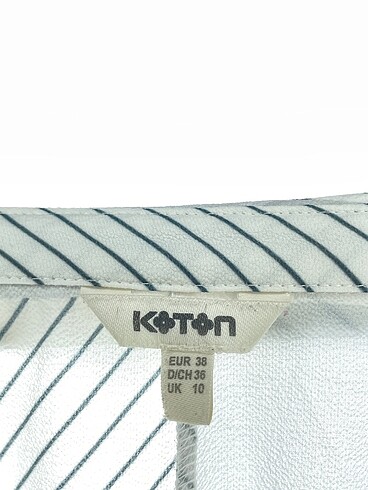 KOTON
EUR 38
D/CH 36
UK 10